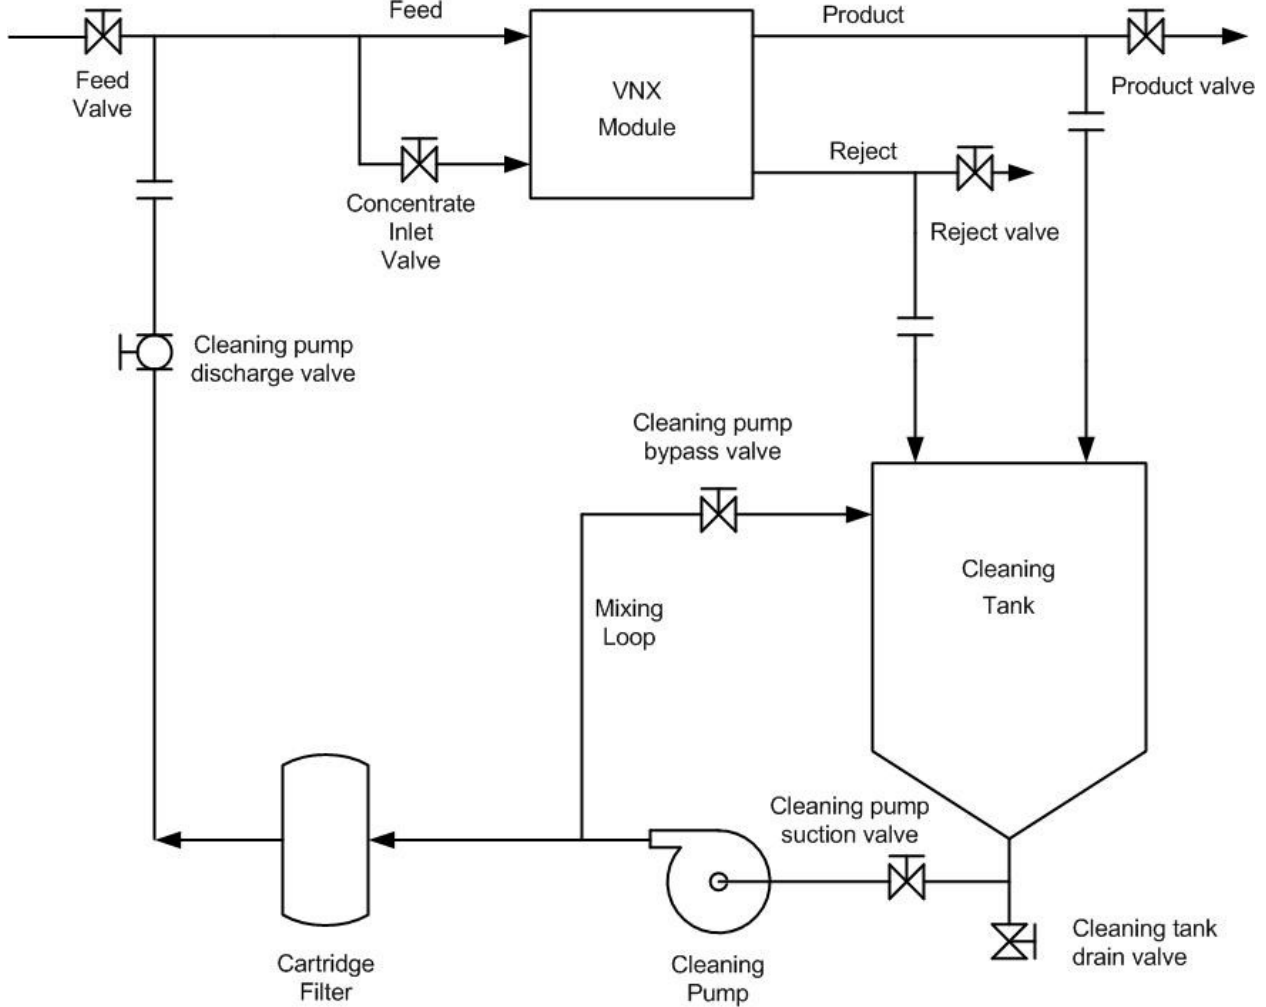 Feed
Product
Feed
Valve
VNX
Module
Product valve
Reject
Concentrate
Inlet
Valve
Reject valve
Cleaning pump
discharge valve
Cleaning pump
bypass valve
Cleaning
Tank
Mixing
Loop
Cleaning pump
suction valve
Cleaning tank
drain valve
Cartridge
Filter
Cleaning
Pump